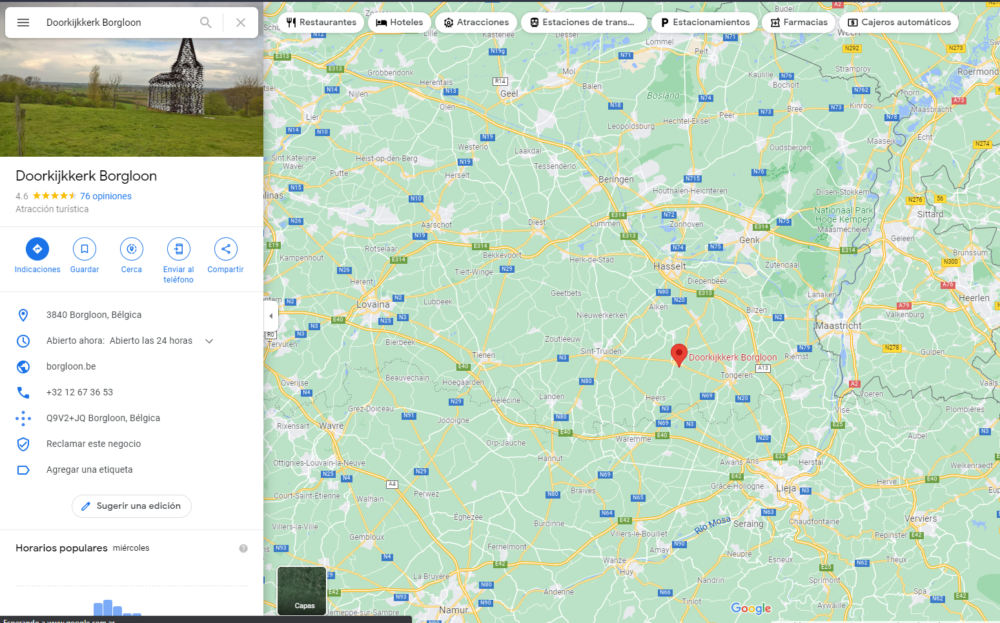 Doorkijkkerk Borgloon
Restaurantes
Hoteles
Atracciones
Estaciones de trans...
Estacionamientos
Farmacias
Cajeros automáticos
Doorkijkkerk Borgloon
4.6
76 opiniones
Atracción turística
Indicaciones
Guardar
Cerca
Enviar al
teléfono
Compartir
3840 Borgloon, Bélgica
Abierto ahora: Abierto las 24 horas
borgloon.be
+32 12 67 36 53
Q9V2+JQ Borgloon, Bélgica
Reclamar este negocio
Agregar una etiqueta
Sugerir una edición
Horarios populares miércoles
Esperando a www.google.com.ar
Capas
Google
Lille
Kasterlee
Dessel
Lommel
Pelt
Budel
Weert
Stramproy
Roermond
Grobbendonk
Herentals
Geel
Mol
Balen
Kaulille
Bocholt
Thorn
Nijlen
Olen
Bosland
Bree
Kinrooi
Maasbracht
Lier
Leopoldsburg
Hechtel-Eksel
Peer
Echt
Maaseik
Westerlo
Laakdal
Oudsbergen
Sint Katelijne
Waver
Heist-op-den-Berg
Tessenderlo
Putte
Herselt
Beringen
Houthalen-Helchteren
Dilsen-Stokkem
Sittard
Nationaal Park
Hoge Kempen
Maasmechelen
Aarschot
Diest
Lummen
Zonhoven
Genk
Geleen
Brunssum
Rotselaar
Bekkevoort
Kampenhout
Herk-de-Stad
Tielt-Winge
Hasselt
Zutendaal
Herent
Diepenbeek
Lanaken
Heerlen
Lovaina
Lubbeek
Geetbets
Alken
Bilzen
Valkenburg
Nieuwerkerken
Maastricht
Tervuren
Bierbeek
Zoutleeuw
Tienen
Sint-Truiden
Doorkijkkerk Borgloon
Riemst
Gulpen
Overijse
Beauvechain
Hoegaarden
Tongeren
Vaals
Voeren
Hélécine
Landen
Heers
Grez-Doiceau
Visé
Plombières
Rixensart
Wavre
Jodoigne
Orp-Jauche
Waremme
Aubel
Ottignies-Louvain-la-Neuve
Hannut
Awans
Ans
Herstal
Welkenraedt
Court-Saint-Étienne
Walhain
Perwez
Braives
Grâce-Hollogne
Lieja
Herve
Villers-la-Ville
Éghezée
Burdinne
Río Mosa
Seraing
Chaudfontaine
Verviers
Gembloux
Villers-le-Bouillet
Pepinster
Fernelmont
Amay
Neupre
Esneux
Theux
Wanze
Huy
La Bruyère
Nandrin
Sprimont
Spa
Andenne
Tinlot
Aywaille
Jemeppe-sur-Sambre
Namur